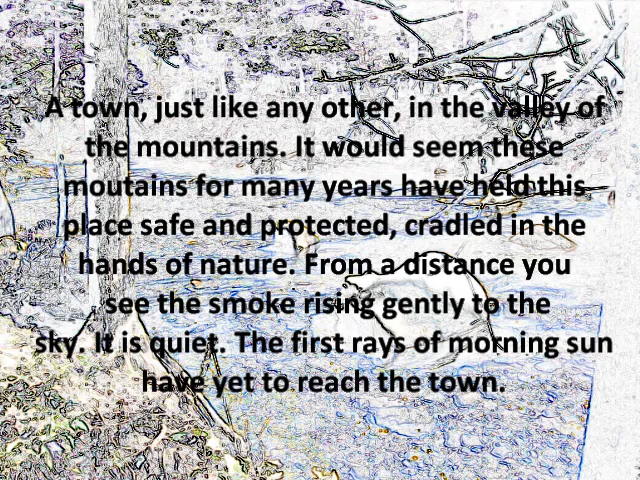 A town, just like any other, in the valley of
the mountains. It would seem these
moutains for many years have held this
place safe and protected, cradled in the
hands of nature. From a distance you
see the smoke rising gently to the
sky. It is quiet. The first rays of morning sun
have yet to reach the town.